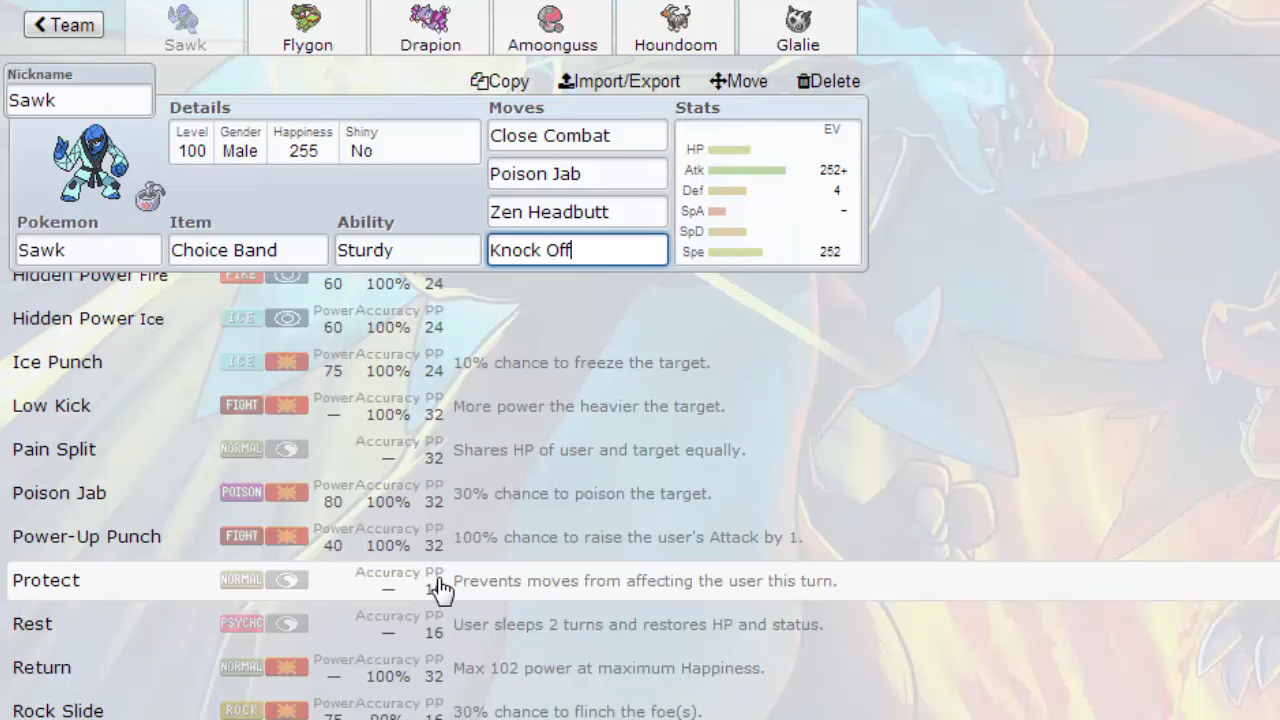 Team
Sawk
Flygon
Drapion
Amoonguss
Houndoom
Glalie
Nickname
Sawk
Copy
Import/Export
Move
Delete
Details
Moves
Stats
Level
Gender
Happiness
Shiny
100
Male
255
No
Close Combat
Poison Jab
Zen Headbutt
Knock Off
EV
HP
Atk 252+
Def 4
SpA -
SpD
Spe 252
Pokemon
Item
Ability
Sawk
Choice Band
Sturdy
Hidden Power Fire FIRE 60 100% 24
Power Accuracy PP
Hidden Power Ice ICE 60 100% 24
Power Accuracy PP
Ice Punch ICE 75 100% 24 10% chance to freeze the target.
Power Accuracy PP
Low Kick FIGHT — 100% 32 More power the heavier the target.
Accuracy PP
Pain Split NORMAL — 32 Shares HP of user and target equally.
Power Accuracy PP
Poison Jab POISON 80 100% 32 30% chance to poison the target.
Power Accuracy PP
Power-Up Punch FIGHT 40 100% 32 100% chance to raise the user's Attack by 1.
Accuracy PP
Protect NORMAL — Prevents moves from affecting the user this turn.
Accuracy PP
Rest PSYCHC — 16 User sleeps 2 turns and restores HP and status.
Power Accuracy PP
Return NORMAL — 100% 32 Max 102 power at maximum Happiness.
Power Accuracy PP
Rock Slide ROCK 75 90% 16 30% chance to flinch the foe(s).